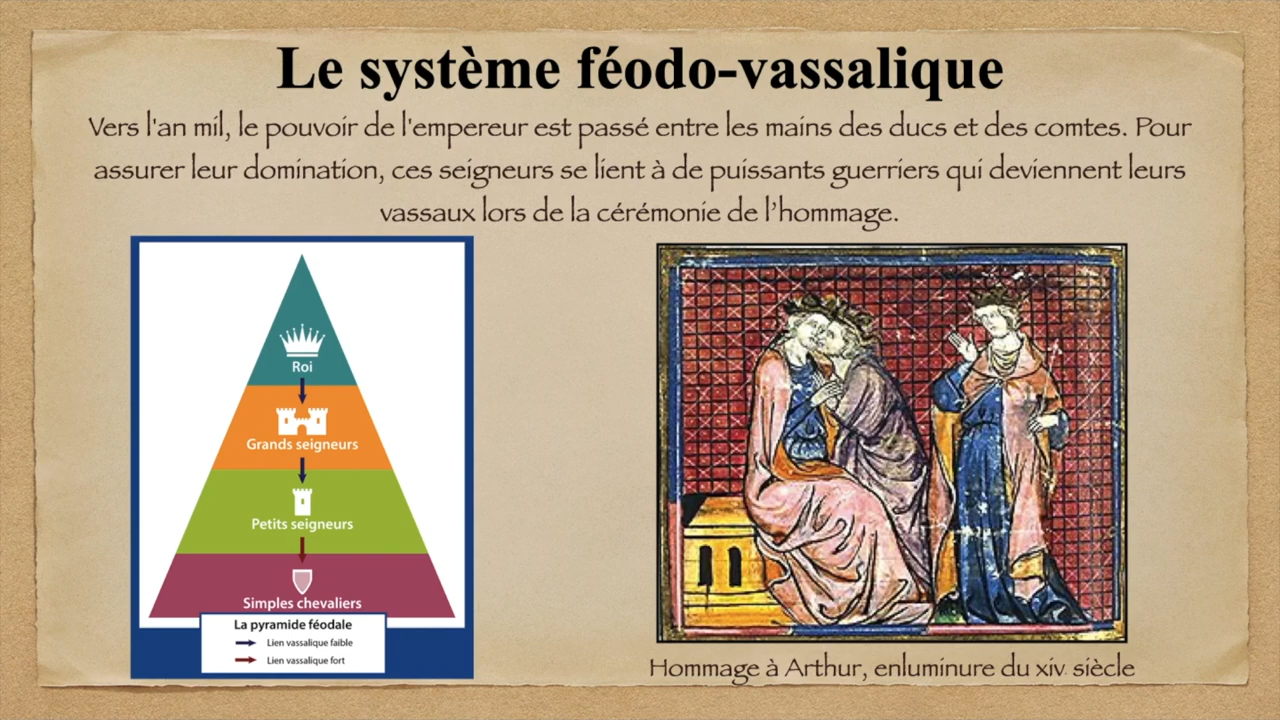 Le système féodo-vassalique
Vers l'an mil, le pouvoir de l'empereur est passé entre les mains des ducs et des comtes. Pour
assurer leur domination, ces seigneurs se lient à de puissants guerriers qui deviennent leurs
vassaux lors de la cérémonie de l’hommage.
Roi
Grands seigneurs
Petits seigneurs
Simples chevaliers
La pyramide féodale
Lien vassalique faible
Lien vassalique fort
Hommage à Arthur, enluminure du xiv siècle